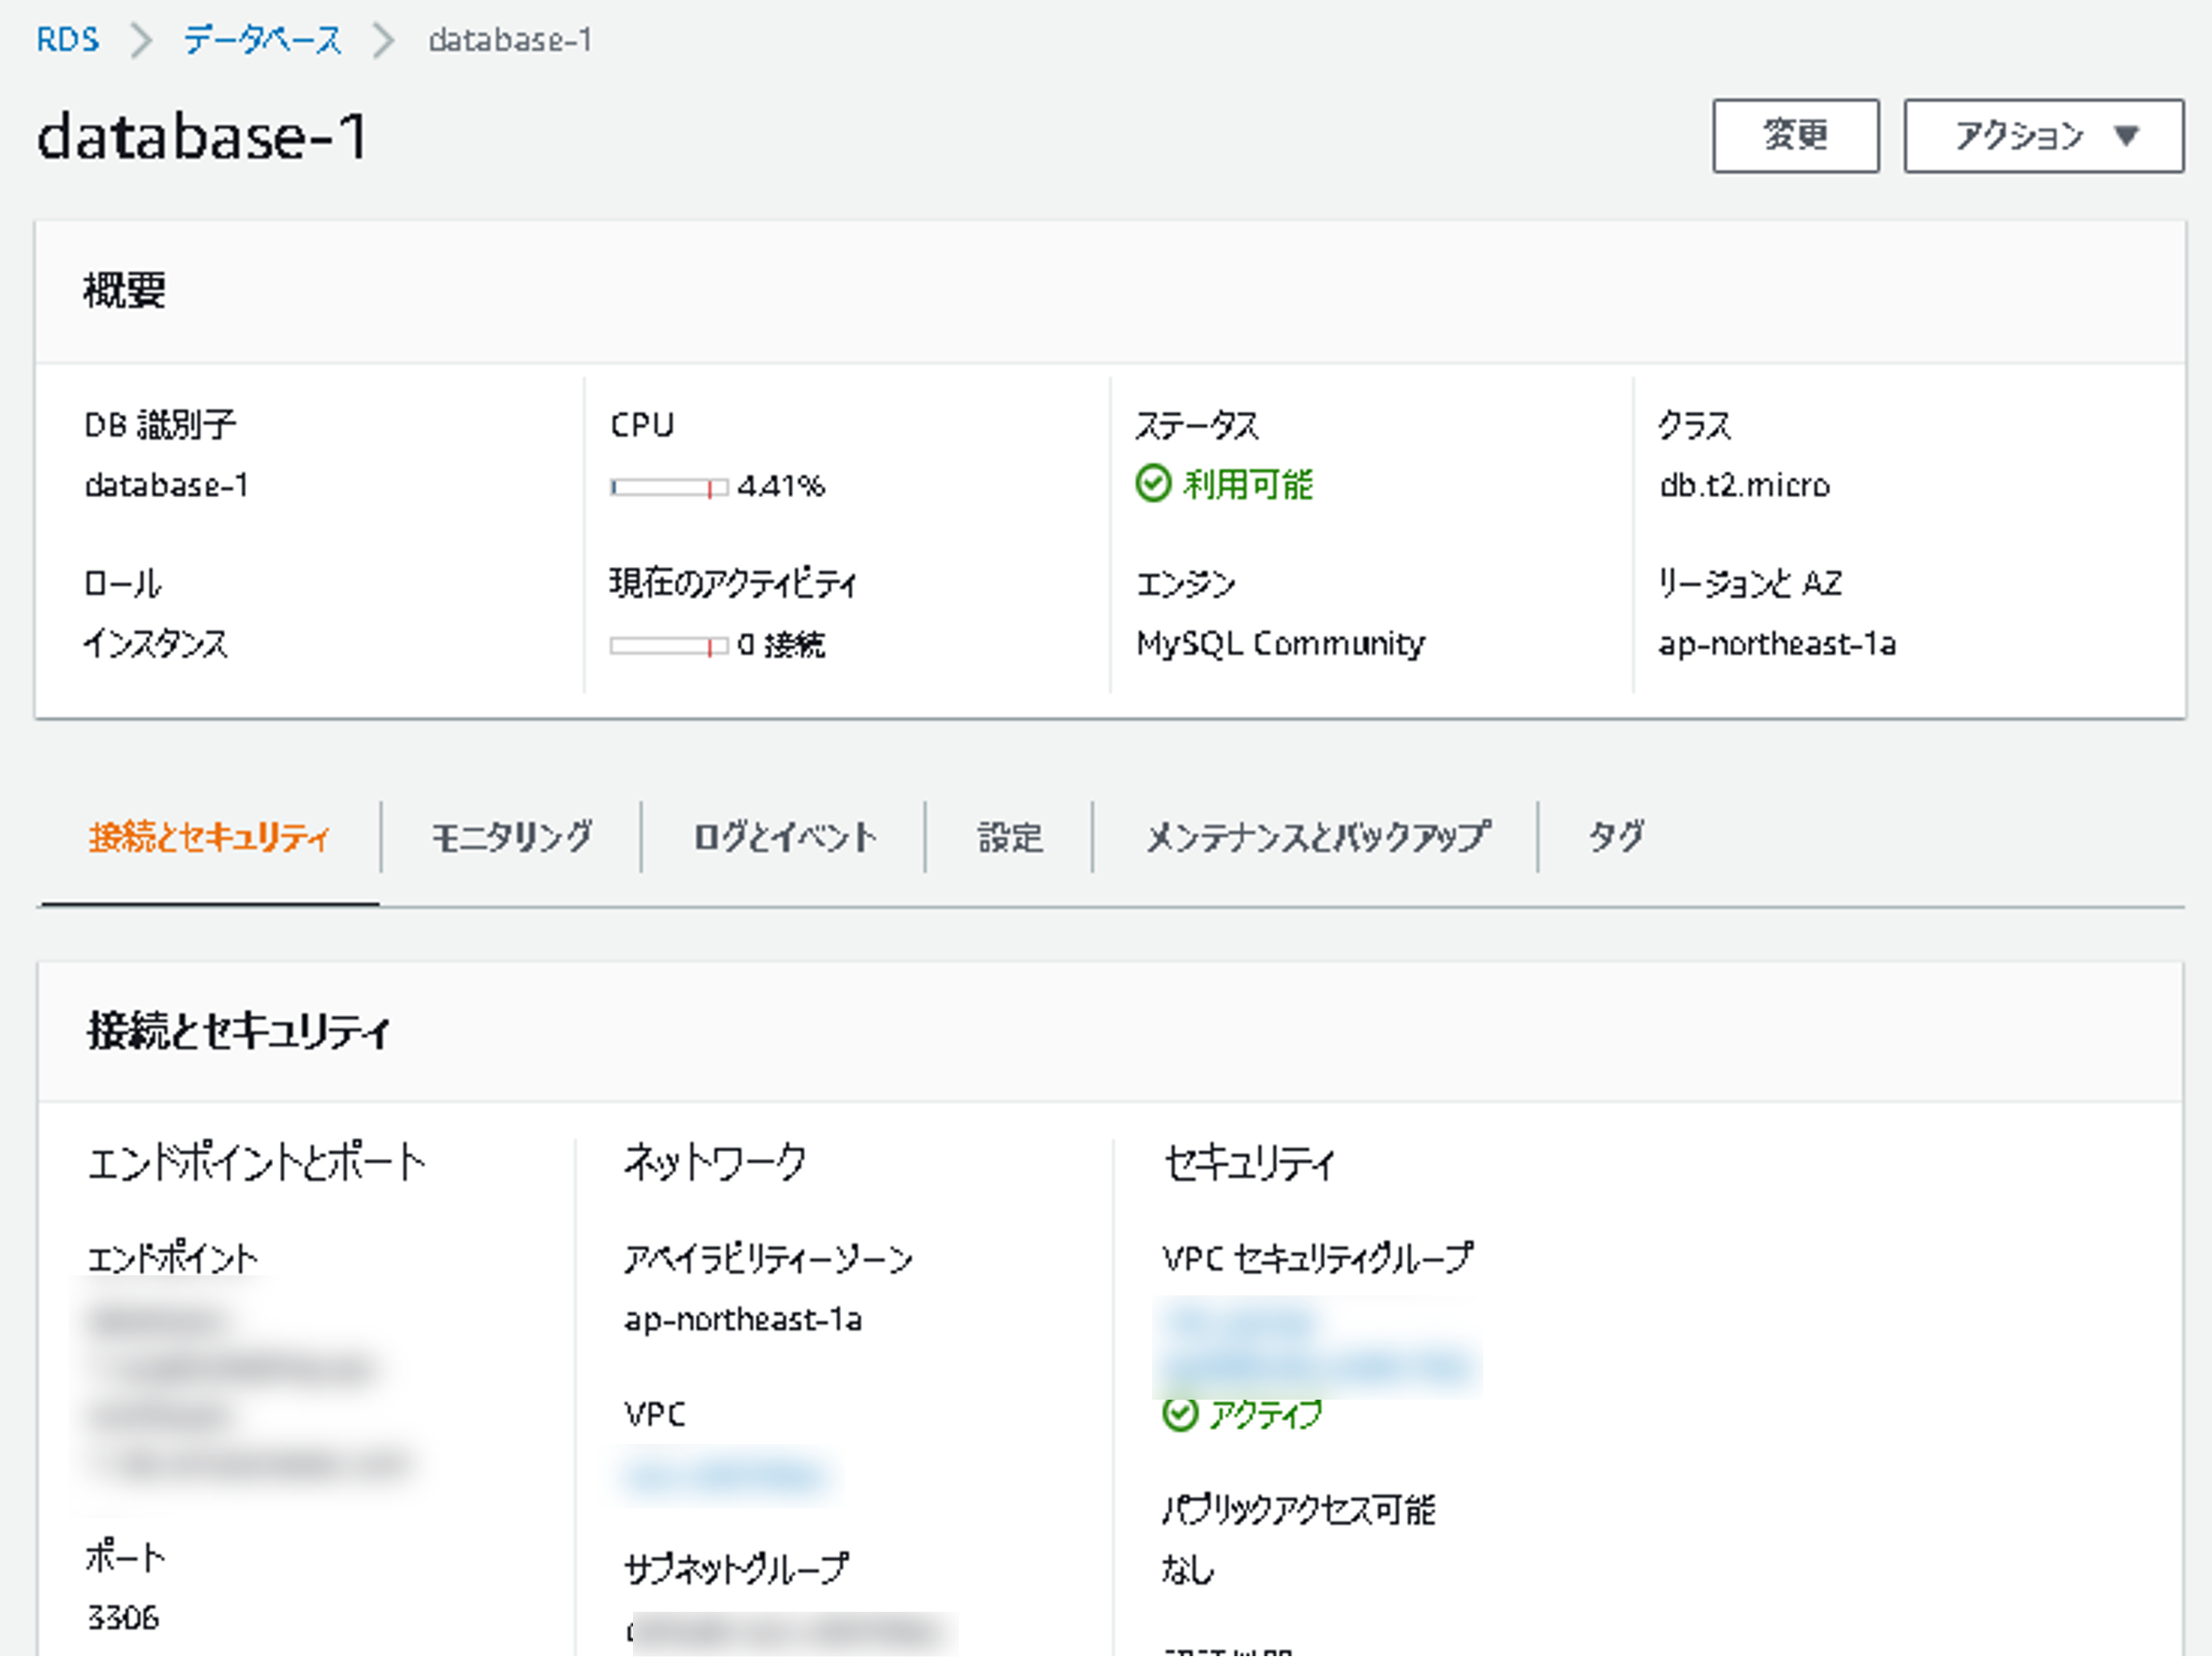 RDS > データベース > database-1
database-1
変更
アクション ▼
概要
DB 識別子
database-1
CPU
4.41%
ステータス
利用可能
クラス
db.t2.micro
ロール
インスタンス
現在のアクティビティ
0 接続
エンジン
MySQL Community
リージョンと AZ
ap-northeast-1a
接続とセキュリティ
モニタリング
ログとイベント
設定
メンテナンスとバックアップ
タグ
接続とセキュリティ
エンドポイントとポート
エンドポイント
ポート
3306
ネットワーク
アベイラビリティーゾーン
ap-northeast-1a
VPC
サブネットグループ
セキュリティ
VPC セキュリティグループ
アクティブ
パブリックアクセス可能
なし